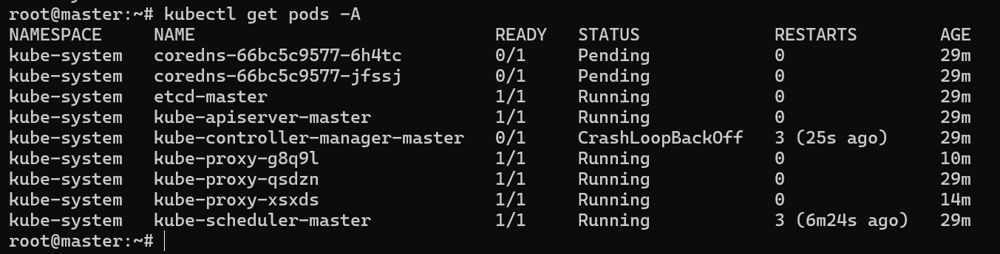 root@master:~# kubectl get pods -A
NAMESPACE     NAME                             READY   STATUS             RESTARTS        AGE
kube-system   coredns-66bc5c9577-6h4tc         0/1     Pending            0               29m
kube-system   coredns-66bc5c9577-jfssj         0/1     Pending            0               29m
kube-system   etcd-master                      1/1     Running            0               29m
kube-system   kube-apiserver-master            1/1     Running            0               29m
kube-system   kube-controller-manager-master   0/1     CrashLoopBackOff   3 (25s ago)     29m
kube-system   kube-proxy-g8q9l                 1/1     Running            0               10m
kube-system   kube-proxy-qsdzn                 1/1     Running            0               29m
kube-system   kube-proxy-xsxds                 1/1     Running            0               14m
kube-system   kube-scheduler-master            1/1     Running            3 (6m24s ago)   29m
root@master:~#